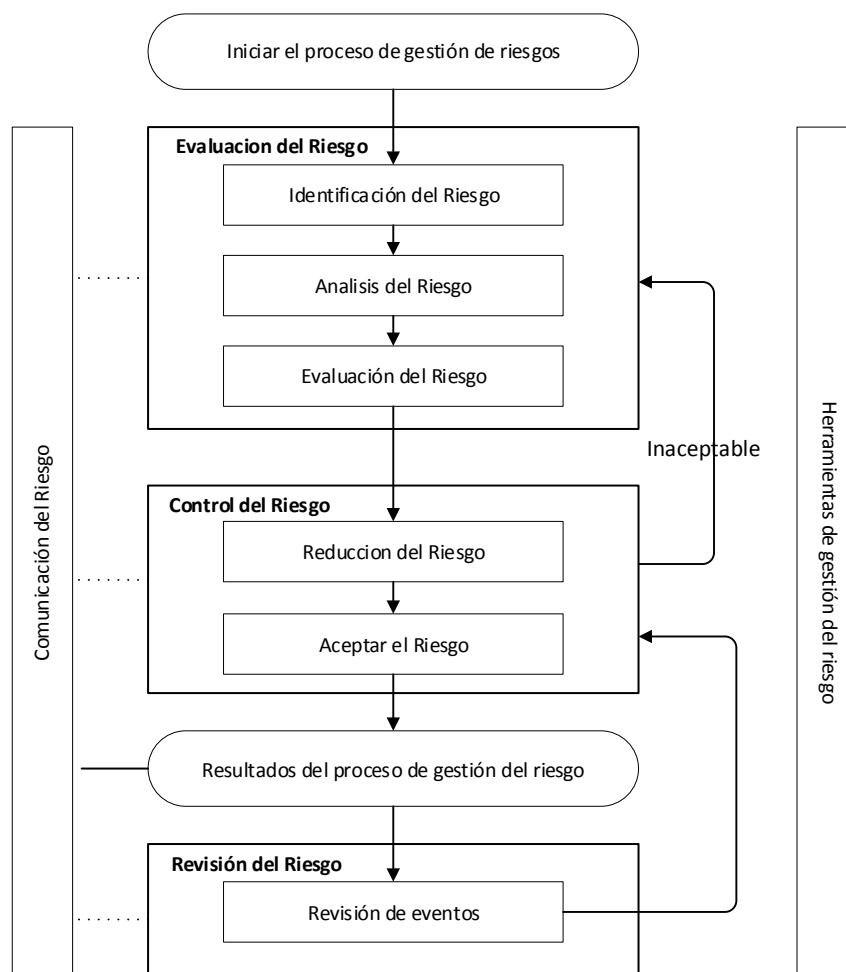 Iniciar el proceso de gestión de riesgos
Evaluacion del Riesgo
Identificación del Riesgo
Analisis del Riesgo
Evaluación del Riesgo
Inaceptable
Control del Riesgo
Reduccion del Riesgo
Aceptar el Riesgo
Resultados del proceso de gestión del riesgo
Revisión del Riesgo
Revisión de eventos
Comunicación del Riesgo
Herramientas de gestión del riesgo